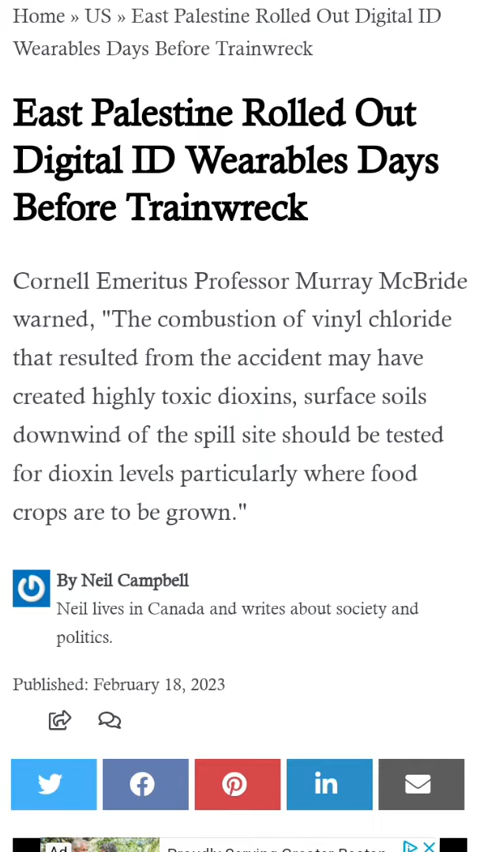 Home » US » East Palestine Rolled Out Digital ID
Wearables Days Before Trainwreck
East Palestine Rolled Out
Digital ID Wearables Days
Before Trainwreck
Cornell Emeritus Professor Murray McBride
warned, "The combustion of vinyl chloride
that resulted from the accident may have
created highly toxic dioxins, surface soils
downwind of the spill site should be tested
for dioxin levels particularly where food
crops are to be grown."
By Neil Campbell
Neil lives in Canada and writes about society and
politics.
Published: February 18, 2023
Ad
Proudly Serving Greater Boston